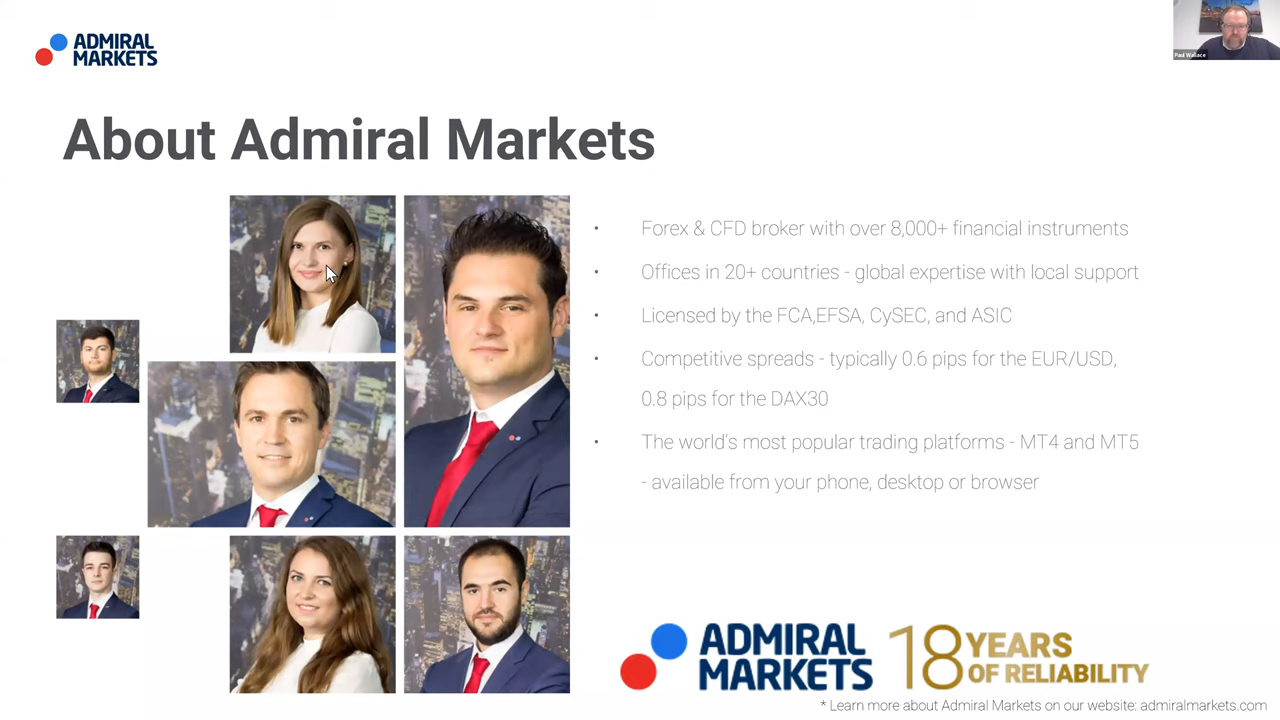 ADMIRAL
MARKETS
Paul Wallace
About Admiral Markets
• Forex & CFD broker with over 8,000+ financial instruments
• Offices in 20+ countries - global expertise with local support
• Licensed by the FCA,EFSA, CySEC, and ASIC
• Competitive spreads - typically 0.6 pips for the EUR/USD,
0.8 pips for the DAX30
• The world's most popular trading platforms - MT4 and MT5
- available from your phone, desktop or browser
ADMIRAL
MARKETS
18 YEARS
OF RELIABILITY
* Learn more about Admiral Markets on our website: admiralmarkets.com